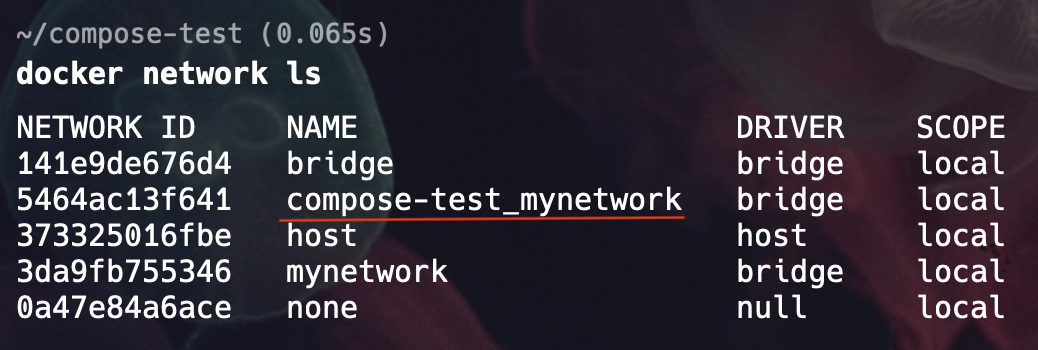 ~/compose-test (0.065s)
docker network ls
NETWORK ID NAME DRIVER SCOPE
141e9de676d4 bridge bridge local
5464ac13f641 compose-test_mynetwork bridge local
373325016fbe host host local
3da9fb755346 mynetwork bridge local
0a47e84a6ace none null local